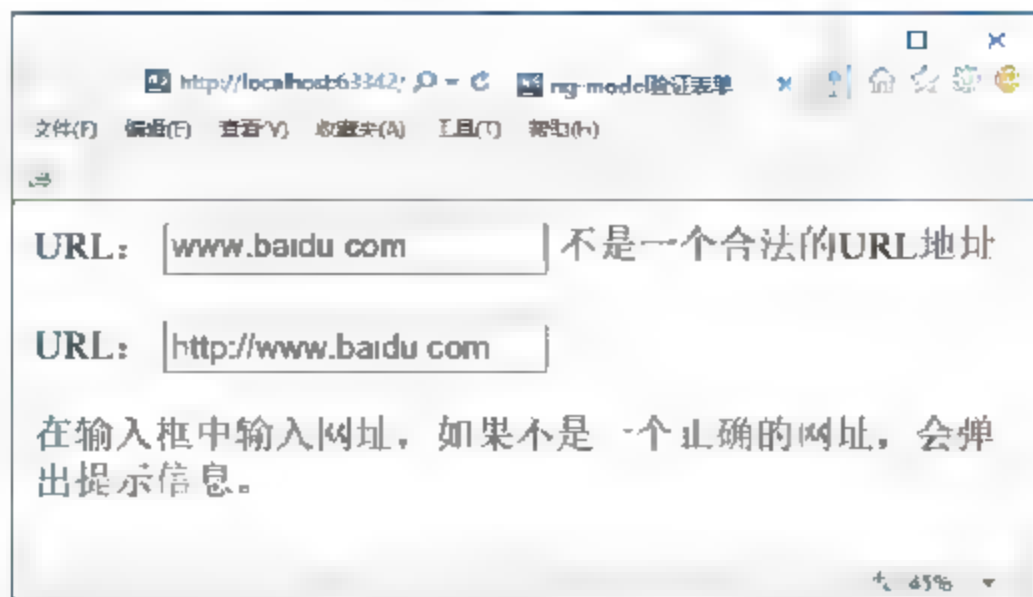 http://localhost:63342/ ng-model验证表单
文件(F) 编辑(E) 查看(V) 收藏夹(A) 工具(T) 帮助(H)
URL: www.baidu.com 不是一个合法的URL地址
URL: http://www.baidu.com
在输入框中输入网址，如果不是一个正确的网址，会弹
出提示信息。
45%